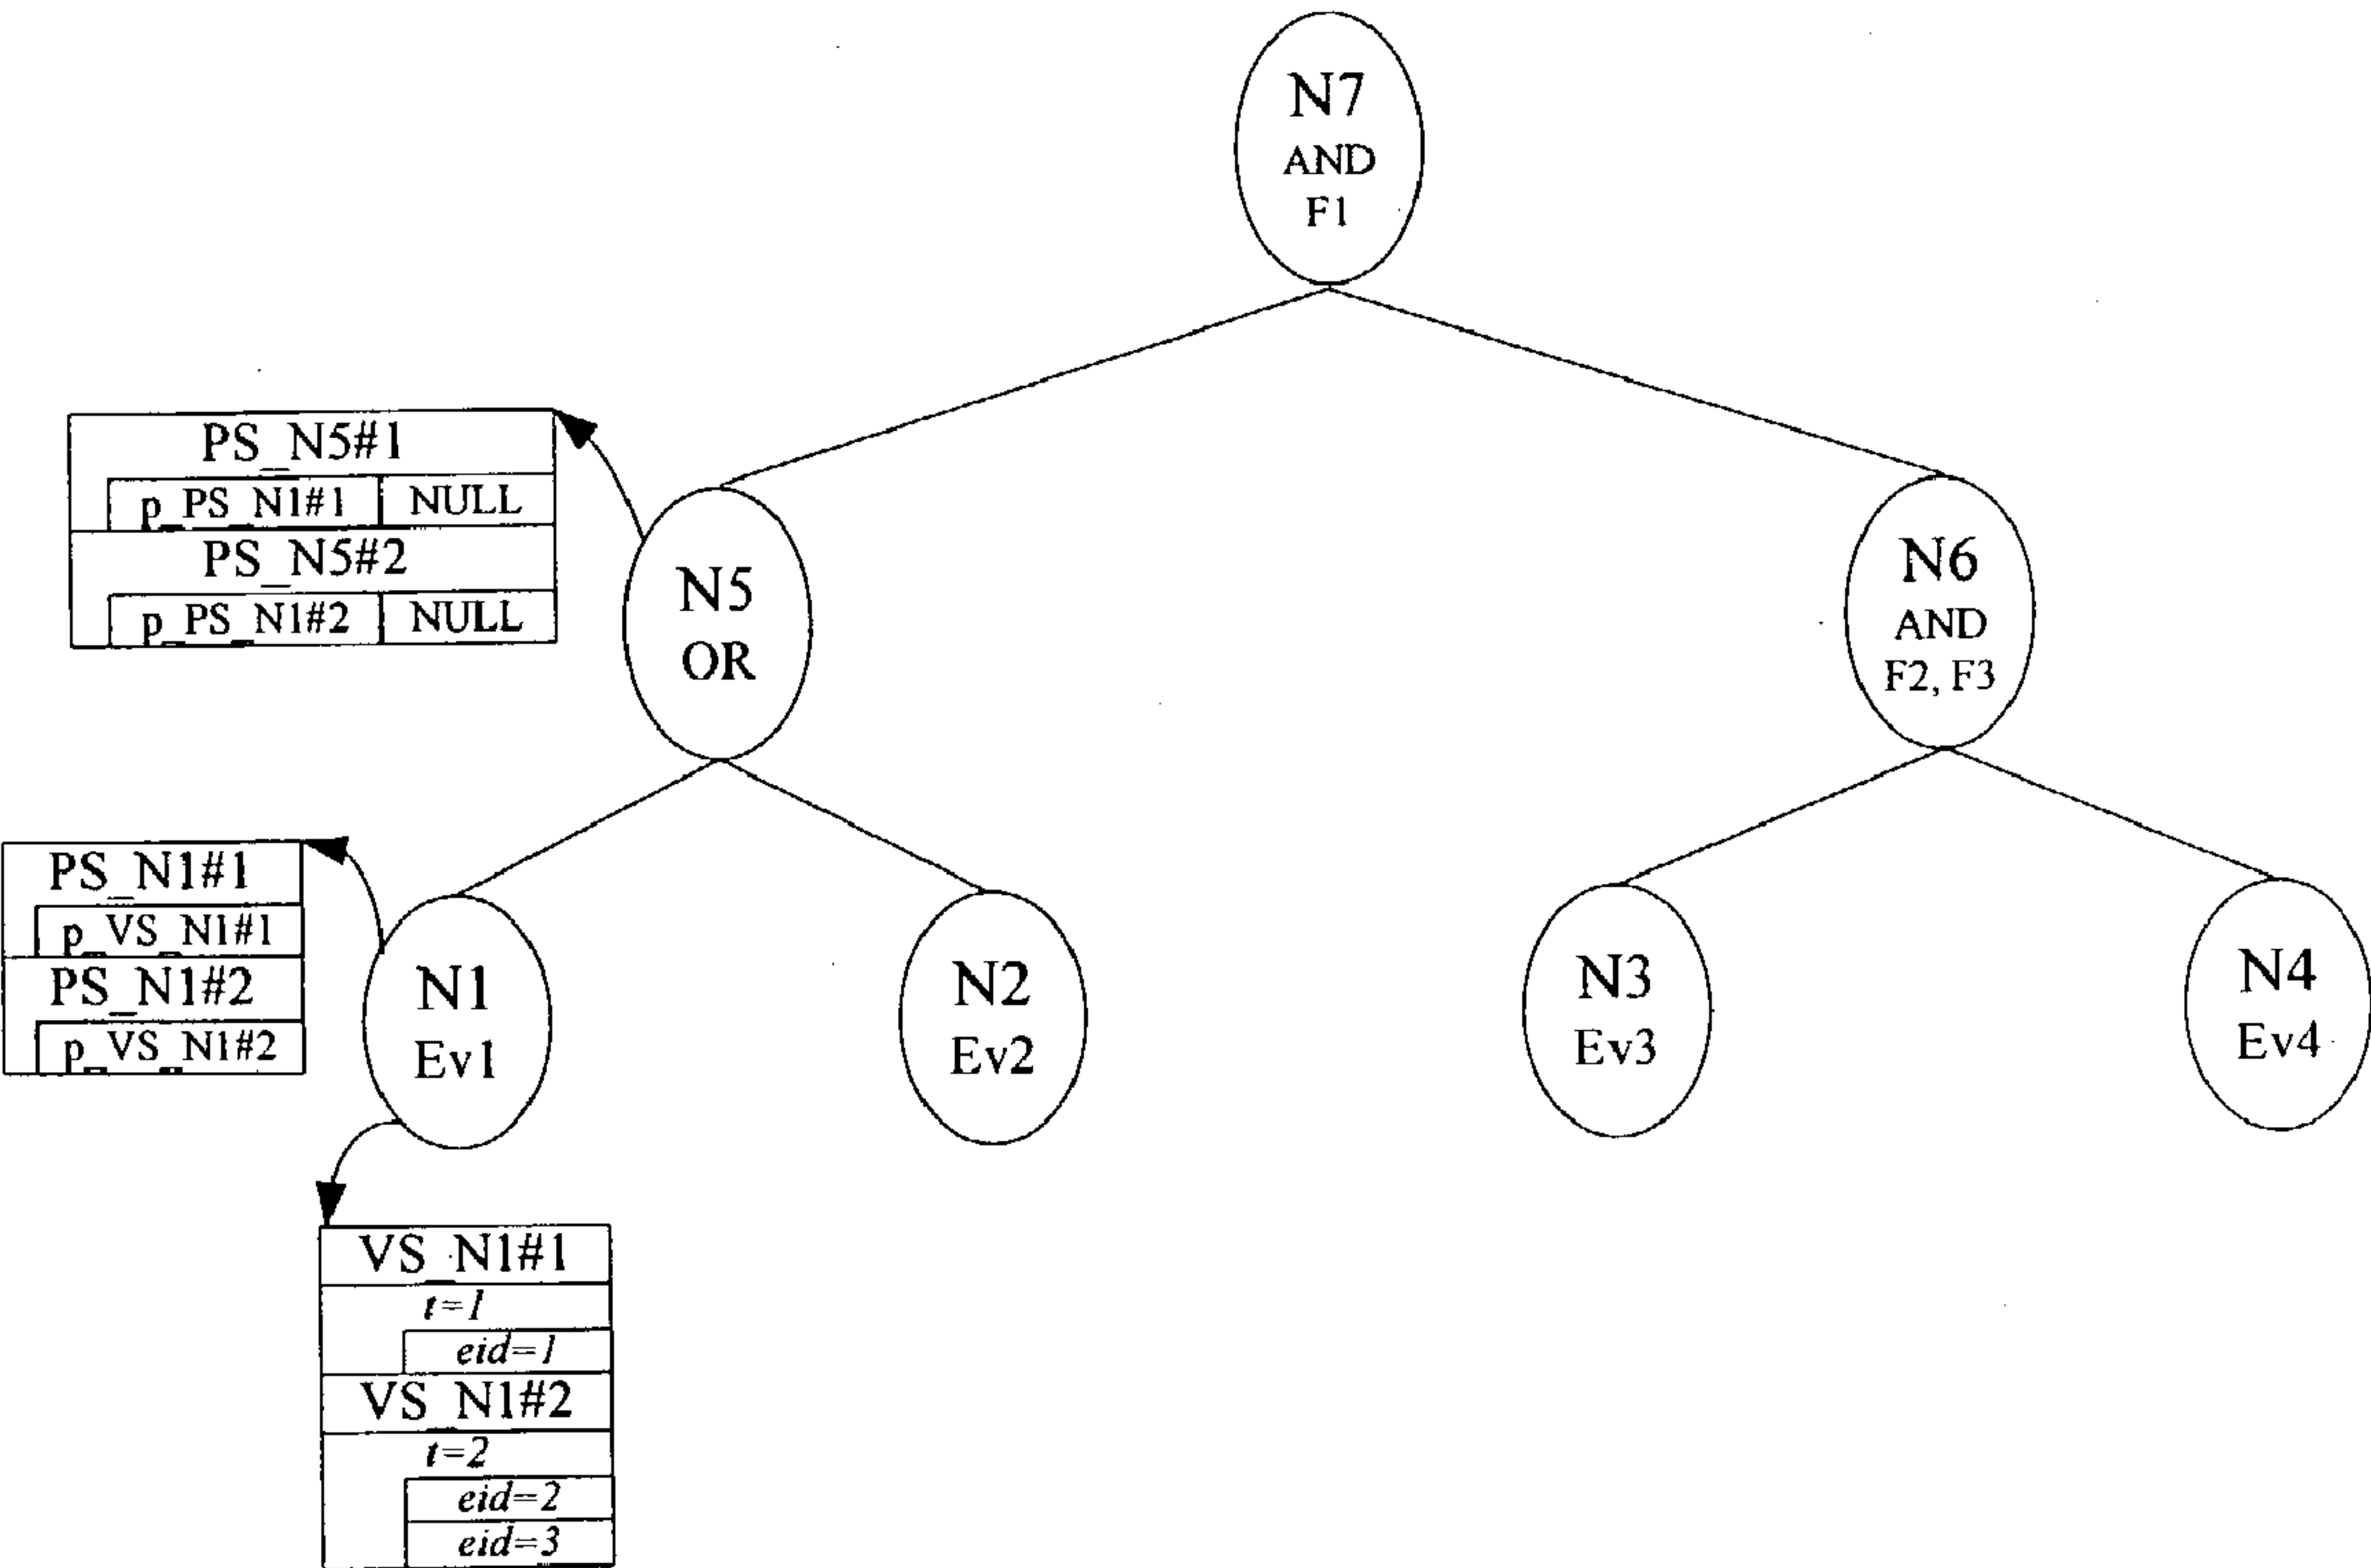 N7
AND
F1
PS_N5#1
p_PS_N1#1 NULL
PS_N5#2
p_PS_N1#2 NULL
N5
OR
N6
AND
F2, F3
PS_N1#1
p_VS_N1#1
PS_N1#2
p_VS_N1#2
N1
Ev1
N2
Ev2
N3
Ev3
N4
Ev4
VS_N1#1
t=1
eid=1
VS_N1#2
t=2
eid=2
eid=3